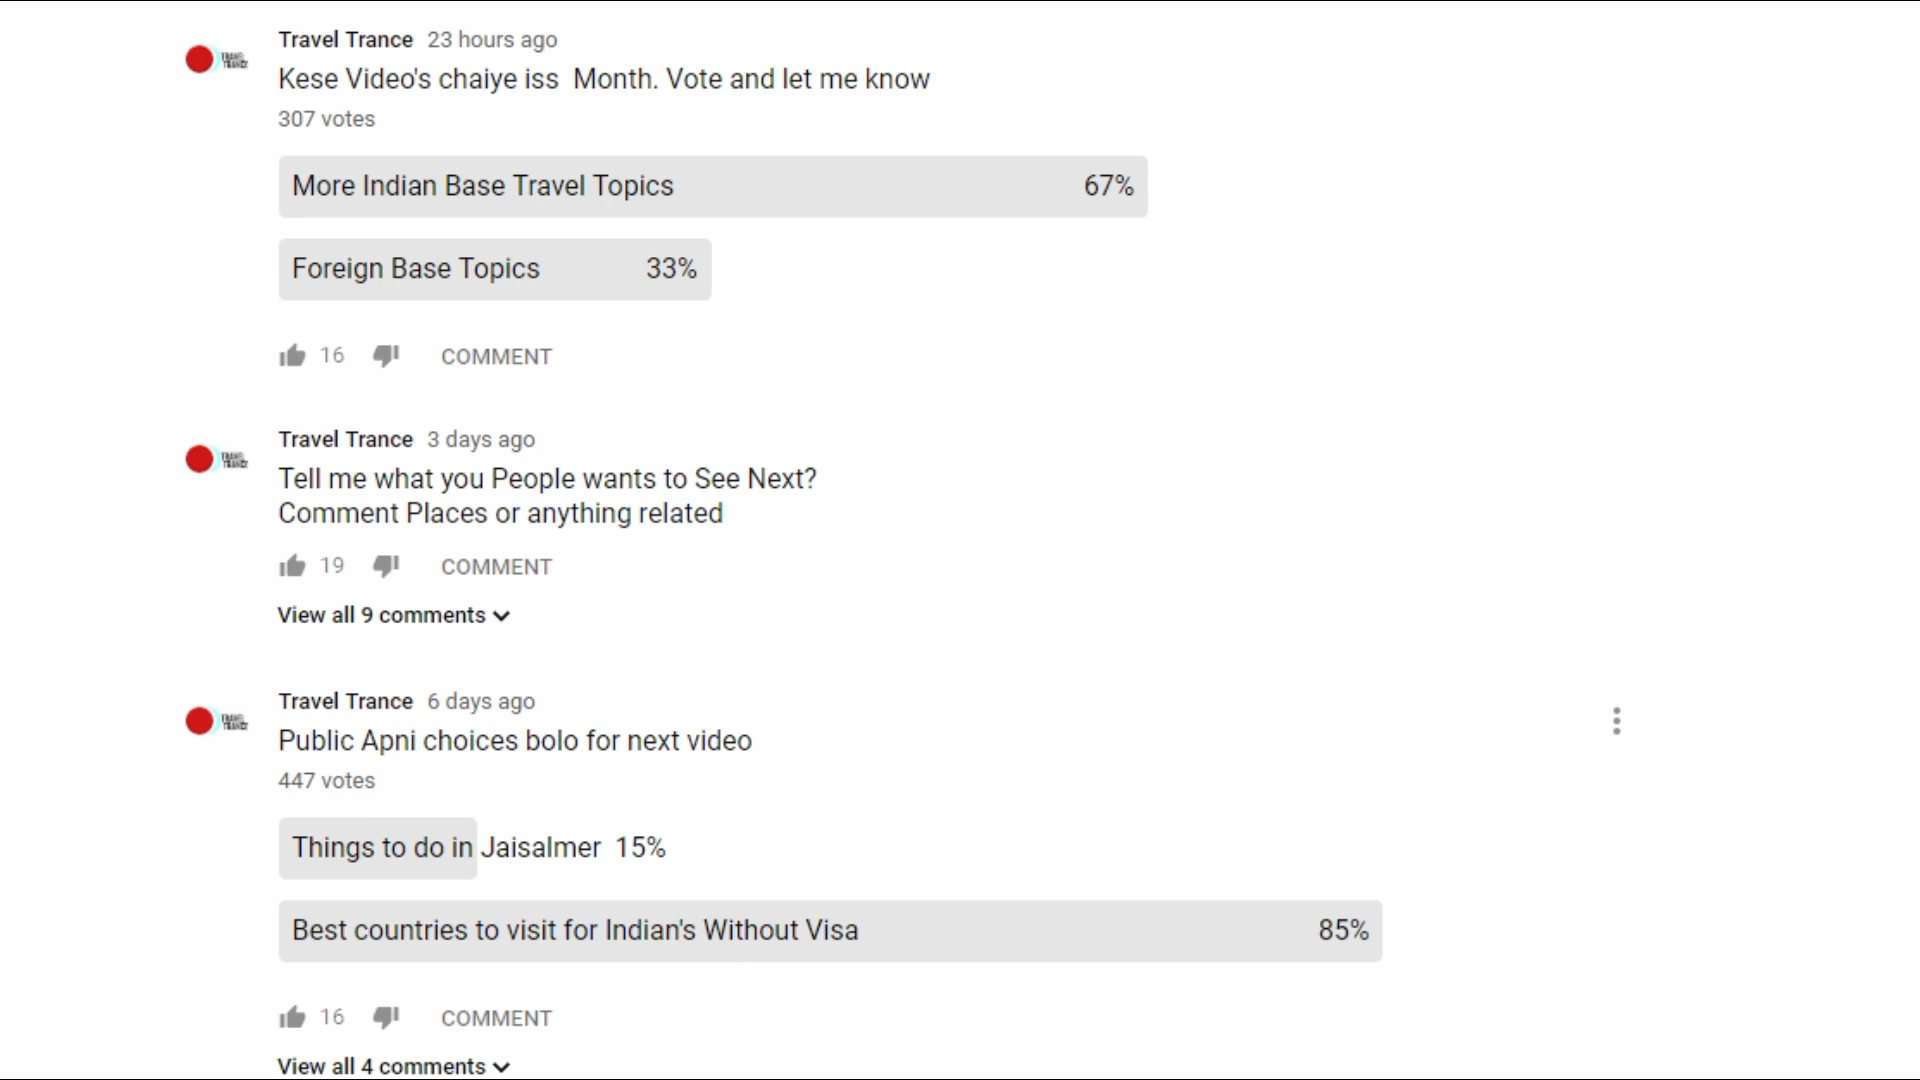 Travel Trance 23 hours ago
Kese Video's chaiye iss Month. Vote and let me know
307 votes
More Indian Base Travel Topics 67%
Foreign Base Topics 33%
16 COMMENT
Travel Trance 3 days ago
Tell me what you People wants to See Next?
Comment Places or anything related
19 COMMENT
View all 9 comments
Travel Trance 6 days ago
Public Apni choices bolo for next video
447 votes
Things to do in Jaisalmer 15%
Best countries to visit for Indian's Without Visa 85%
16 COMMENT
View all 4 comments